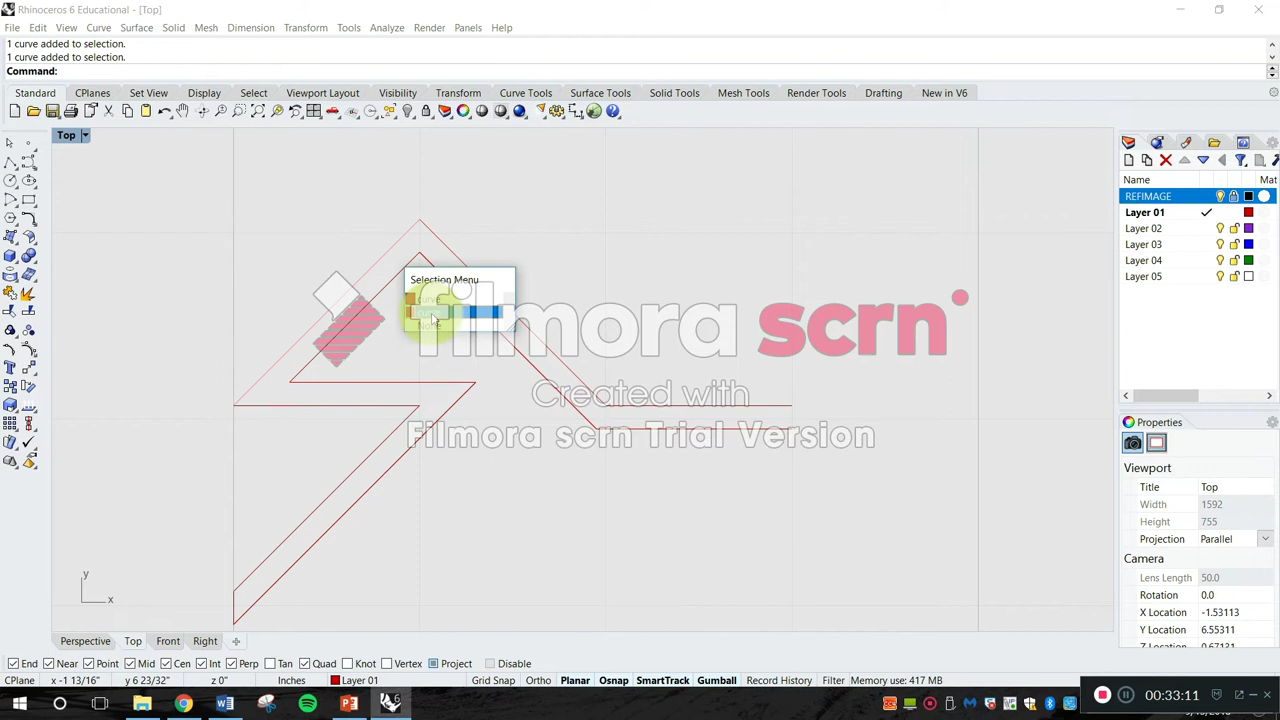 Rhinoceros 6 Educational - [Top]
File Edit View Curve Surface Solid Mesh Dimension Transform Tools Analyze Render Panels Help
1 curve added to selection.
1 curve added to selection.
Command:
Standard CPlanes Set View Display Select Viewport Layout Visibility Transform Curve Tools Surface Tools Solid Tools Mesh Tools Render Tools Drafting New in V6
Top
Name Mat
REFIMAGE
Layer 01
Layer 02
Layer 03
Layer 04
Layer 05
Selection Menu
curve
None
filmora scrn
Created with
Filmora scrn Trial Version
Properties
Viewport
Title Top
Width 1592
Height 755
Projection Parallel
Camera
Lens Length 50.0
Rotation 0.0
X Location -1.53113
Y Location 6.55311
Z Location 0.67131
y
x
Perspective Top Front Right
End Near Point Mid Cen Int Perp Tan Quad Knot Vertex Project Disable
CPlane x -1 13/16" y 6 23/32" z 0" Inches Layer 01 Grid Snap Ortho Planar Osnap SmartTrack Gumball Record History Filter Memory use: 417 MB
00:33:11